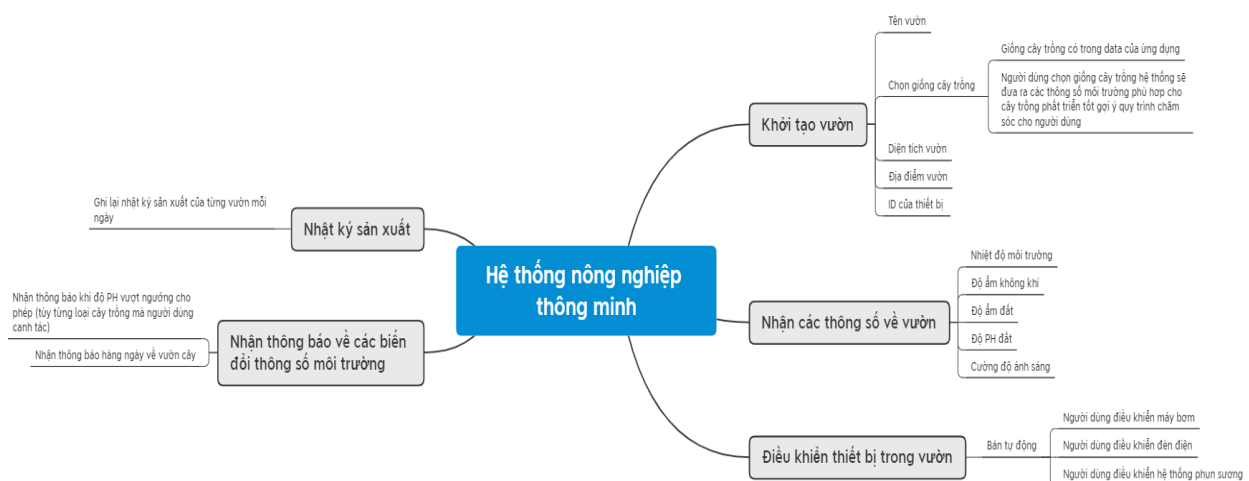 Hệ thống nông nghiệp
thông minh
Khởi tạo vườn
Tên vườn
Chọn giống cây trồng
Giống cây trồng có trong data của ứng dụng
Người dùng chọn giống cây trồng hệ thống sẽ
đưa ra các thông số môi trường phù hợp cho
cây trồng phất triển tốt gợi ý quy trình chăm
sóc cho người dùng
Diện tích vườn
Địa điểm vườn
ID của thiết bị
Nhận các thông số về vườn
Nhiệt độ môi trường
Độ ẩm không khí
Độ ẩm đất
Độ PH đất
Cường độ ánh sáng
Điều khiển thiết bị trong vườn
Bán tự động
Người dùng điều khiển máy bơm
Người dùng điều khiển đèn điện
Người dùng điều khiển hệ thống phun sương
Nhật ký sản xuất
Ghi lại nhật ký sản xuất của từng vườn mỗi
ngày
Nhận thông báo về các biến
đổi thông số môi trường
Nhận thông báo khi độ PH vượt ngướng cho
phép (tùy từng loại cây trồng mà người dùng
canh tác)
Nhận thông báo hàng ngày về vườn cây